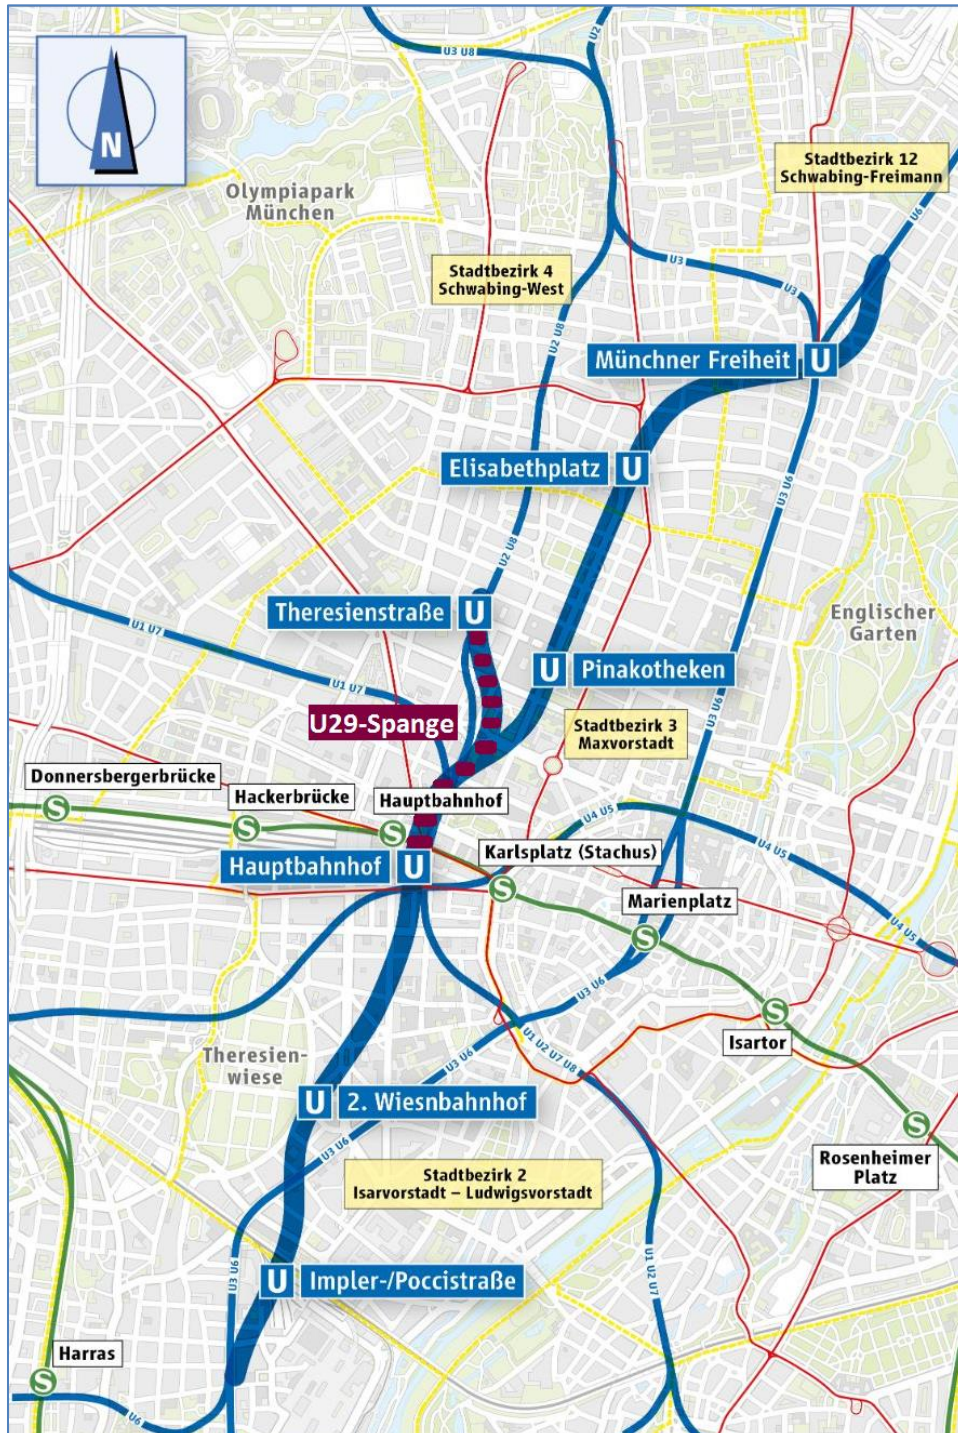 U3 U8
U2
N
Stadtbezirk 12
Schwabing-Freimann
Olympiapark
München
U6
Stadtbezirk 4
Schwabing-West
U3
U3
U2 U8
Münchner Freiheit U
Elisabethplatz U
U3 U6
U2 U8
Theresienstraße U
Englischer
Garten
U1 U7
U Pinakotheken
U1 U7
U3 U6
U29-Spange
Stadtbezirk 3
Maxvorstadt
Donnersbergerbrücke
Hackerbrücke
Hauptbahnhof
S
S
S
U4 U5
U4 U5
Hauptbahnhof U
Karlsplatz (Stachus)
S
Marienplatz
U4 U5
S
U3 U6
S
Isartor
U1 U2 U7 U8
Theresien-
wiese
U3 U6
U 2. Wiesnbahnhof
S
U3 U6
Rosenheimer
Platz
Stadtbezirk 2
Isarvorstadt – Ludwigsvorstadt
U3 U6
U1 U2 U7
U Impler-/Poccistraße
Harras
S
U6